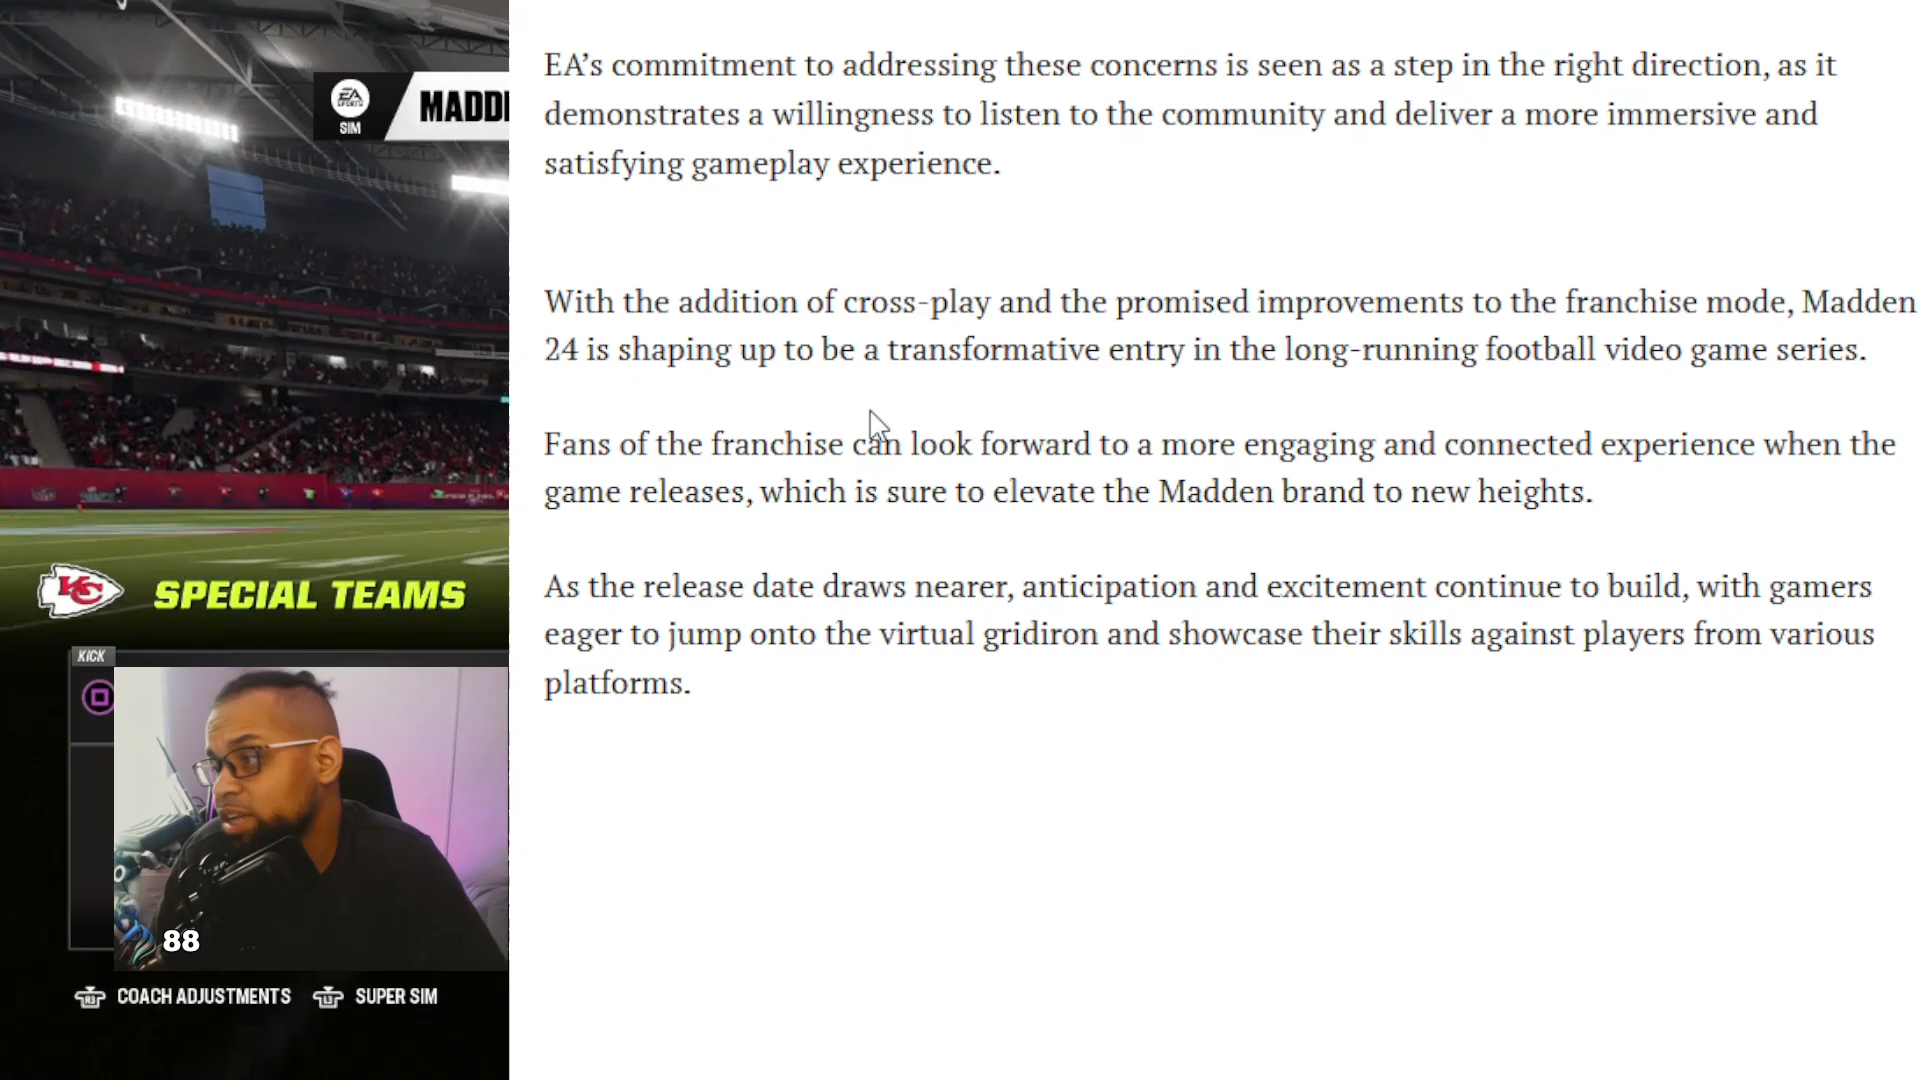 EA SPORTS
SIM
MADD
EA’s commitment to addressing these concerns is seen as a step in the right direction, as it
demonstrates a willingness to listen to the community and deliver a more immersive and
satisfying gameplay experience.
With the addition of cross-play and the promised improvements to the franchise mode, Madden
24 is shaping up to be a transformative entry in the long-running football video game series.
Fans of the franchise can look forward to a more engaging and connected experience when the
game releases, which is sure to elevate the Madden brand to new heights.
As the release date draws nearer, anticipation and excitement continue to build, with gamers
eager to jump onto the virtual gridiron and showcase their skills against players from various
platforms.
KC
SPECIAL TEAMS
KICK
88
R3 COACH ADJUSTMENTS L3 SUPER SIM